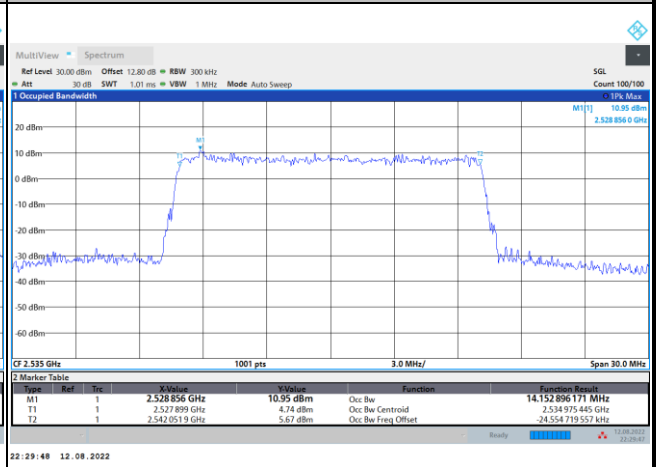 MultiView Spectrum
Ref Level 30.00 dBm Offset 12.80 dB RBW 300 kHz SGL
Att 30 dB SWT 1.01 ms VBW 1 MHz Mode Auto Sweep Count 100/100
1 Occupied Bandwidth 1Pk Max
M1[1] 10.95 dBm
2.528 856 0 GHz
20 dBm
M1
10 dBm
T1 T2
0 dBm
-10 dBm
-20 dBm
-30 dBm
-40 dBm
-50 dBm
-60 dBm
CF 2.535 GHz 1001 pts 3.0 MHz/ Span 30.0 MHz
2 Marker Table
Type Ref Trc X-Value Y-Value Function Function Result
M1 1 2.528 856 GHz 10.95 dBm Occ Bw 14.152 896 171 MHz
T1 1 2.527 899 GHz 4.74 dBm Occ Bw Centroid 2.534 975 445 GHz
T2 1 2.542 051 9 GHz 5.67 dBm Occ Bw Freq Offset -24.554 719 557 kHz
Ready 12.08.2022
22:29:47
22:29:48 12.08.2022